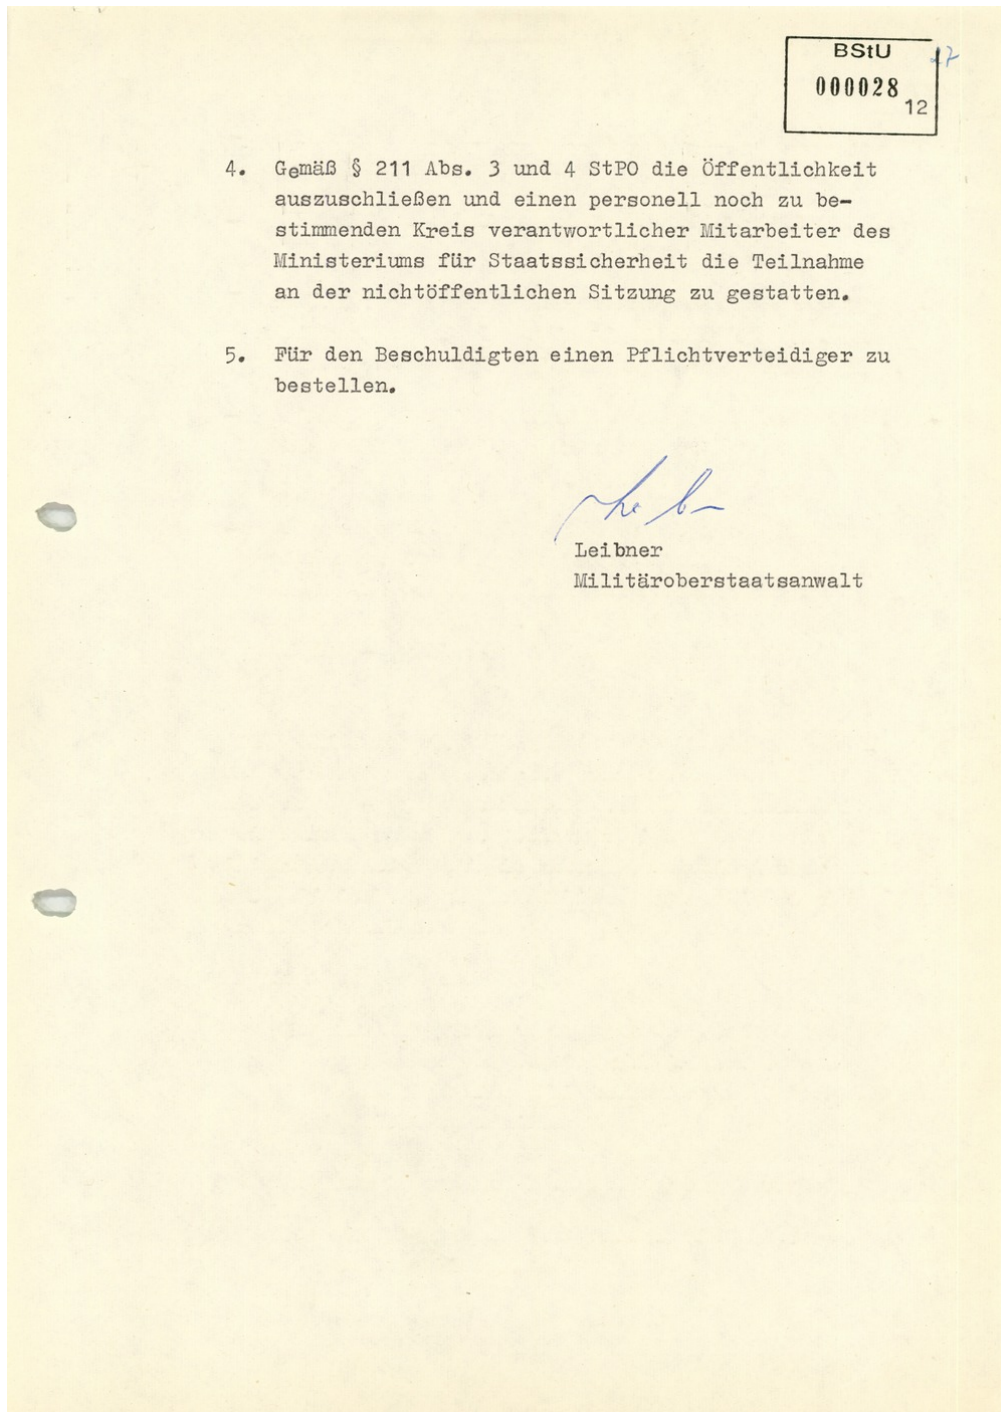 BStU
000028
12
4. Gemäß § 211 Abs. 3 und 4 StPO die Öffentlichkeit
auszuschließen und einen personell noch zu be-
stimmenden Kreis verantwortlicher Mitarbeiter des
Ministeriums für Staatssicherheit die Teilnahme
an der nichtöffentlichen Sitzung zu gestatten.
5. Für den Beschuldigten einen Pflichtverteidiger zu
bestellen.
Leibner
Militäroberstaatsanwalt